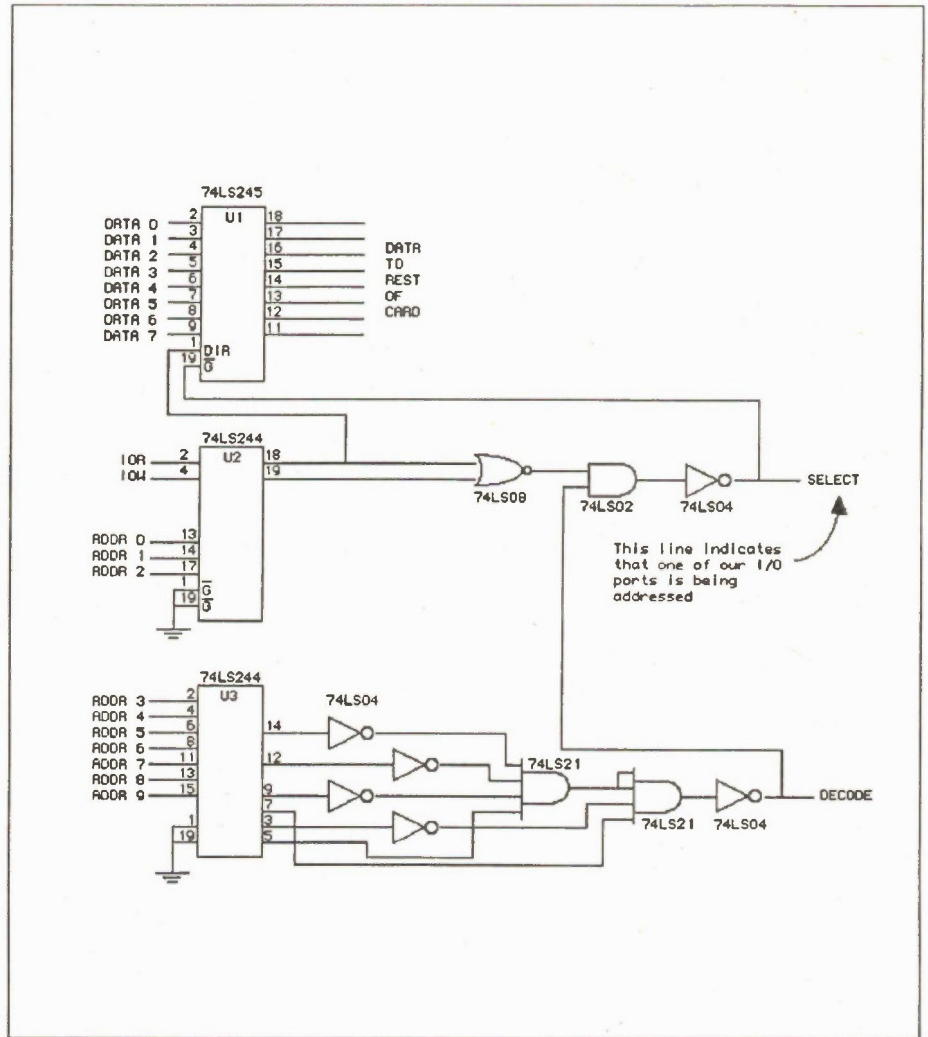 74LS245
U1
DATA 0
DATA 1
DATA 2
DATA 3
DATA 4
DATA 5
DATA 6
DATA 7
2
3
4
5
6
7
8
9
1
19
DIR
G
18
17
16
15
14
13
12
11
DATA
TO
REST
OF
CARD
74LS244
U2
IOR
IOW
2
4
18
19
ADDR 0
ADDR 1
ADDR 2
13
14
17
1
19
G
G
74LS08
74LS02
74LS04
SELECT
This line indicates
that one of our I/O
ports is being
addressed
74LS244
U3
ADDR 3
ADDR 4
ADDR 5
ADDR 6
ADDR 7
ADDR 8
ADDR 9
2
4
6
8
11
13
15
1
19
14
12
9
7
3
5
74LS04
74LS21
74LS21
74LS04
DECODE